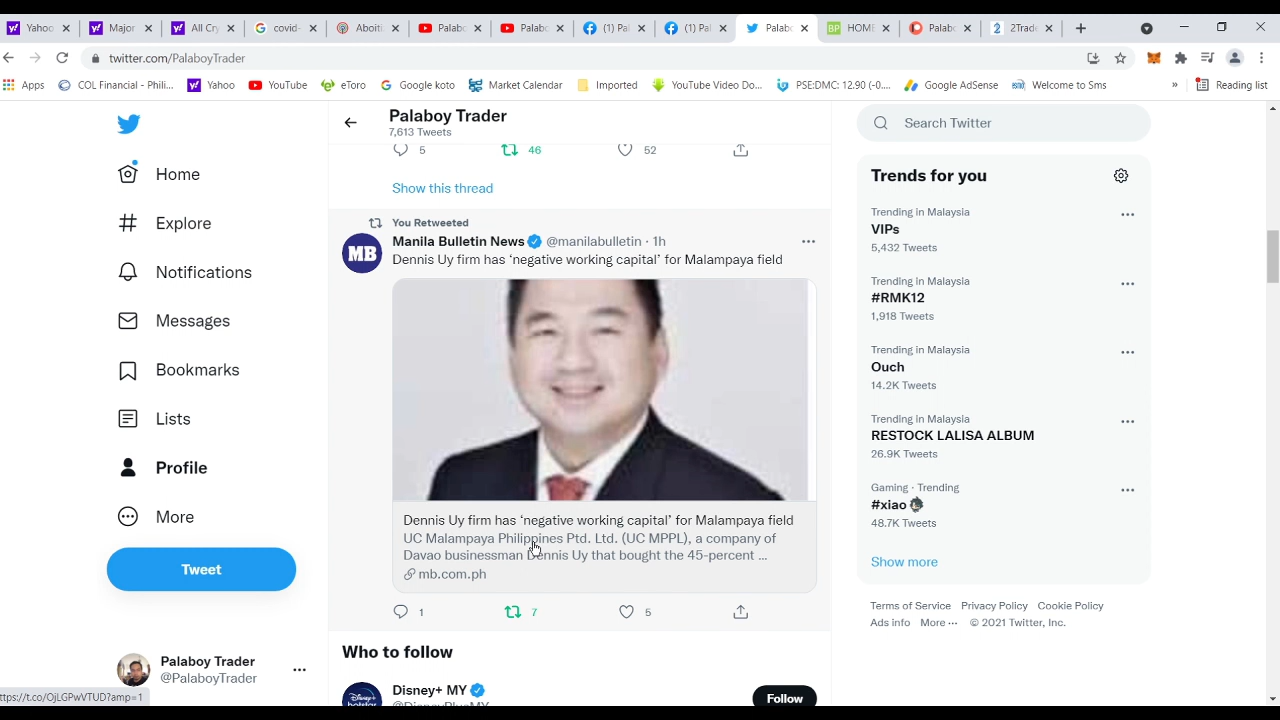 Yahoo
Majo
All Cry
covid-
Aboiti
Palab
Palab
(1) Pal
(1) Pal
Palab
HOME
Palab
2Trade
twitter.com/PalaboyTrader
Apps
COL Financial - Phili...
Yahoo
YouTube
eToro
Google koto
Market Calendar
Imported
YouTube Video Do...
PSE:DMC: 12.90 (-0....
Google AdSense
Welcome to Sms
»
Reading list
Palaboy Trader
7,613 Tweets
5 46 52
Show this thread
You Retweeted
Manila Bulletin News @manilabulletin · 1h
Dennis Uy firm has ‘negative working capital’ for Malampaya field
MB
Dennis Uy firm has ‘negative working capital’ for Malampaya field
UC Malampaya Philippines Ptd. Ltd. (UC MPPL), a company of
Davao businessman Dennis Uy that bought the 45-percent ...
mb.com.ph
1 7 5
Who to follow
Disney+ MY
@DisneyPlusMY
Follow
Home
Explore
Notifications
Messages
Bookmarks
Lists
Profile
More
Tweet
Palaboy Trader
@PalaboyTrader
ttps://t.co/OjLGPwVTUD?amp=1
Search Twitter
Trends for you
Trending in Malaysia
VIPs
5,432 Tweets
Trending in Malaysia
#RMK12
1,918 Tweets
Trending in Malaysia
Ouch
14.2K Tweets
Trending in Malaysia
RESTOCK LALISA ALBUM
26.9K Tweets
Gaming · Trending
#xiao
48.7K Tweets
Show more
Terms of Service Privacy Policy Cookie Policy
Ads info More ··· © 2021 Twitter, Inc.